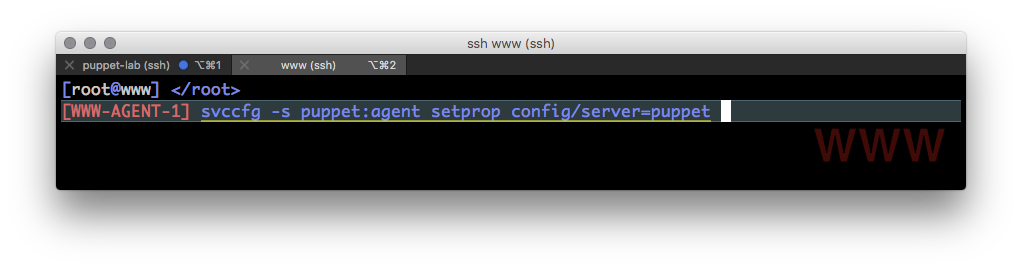 ssh www (ssh)
puppet-lab (ssh) ⌥⌘1 www (ssh) ⌥⌘2
[root@www] </root>
[WWW-AGENT-1] svccfg -s puppet:agent setprop config/server=puppet
WWW